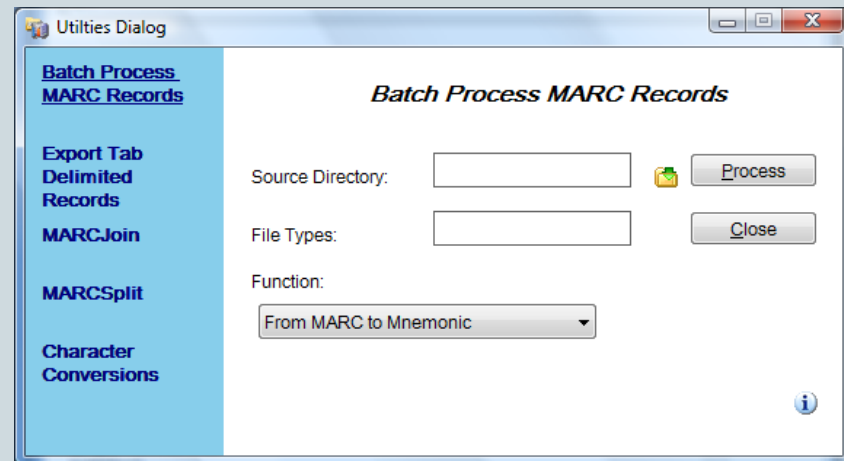 Utilties Dialog
Batch Process
MARC Records
Export Tab
Delimited
Records
MARCJoin
MARCSplit
Character
Conversions
Batch Process MARC Records
Source Directory:
Process
File Types:
Close
Function:
From MARC to Mnemonic